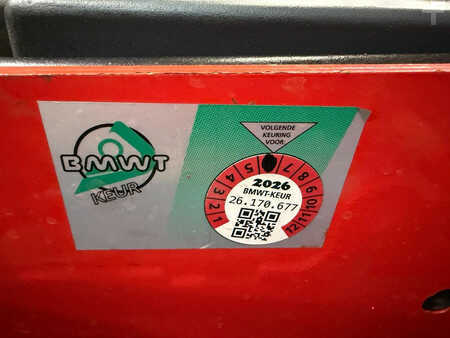 BMWT
KEUR
VOLGENDE
KEURING
VOOR:
1 2 3 4 5 7 8 9 10 11 12
2026
BMWT-KEUR
26.170.677
T